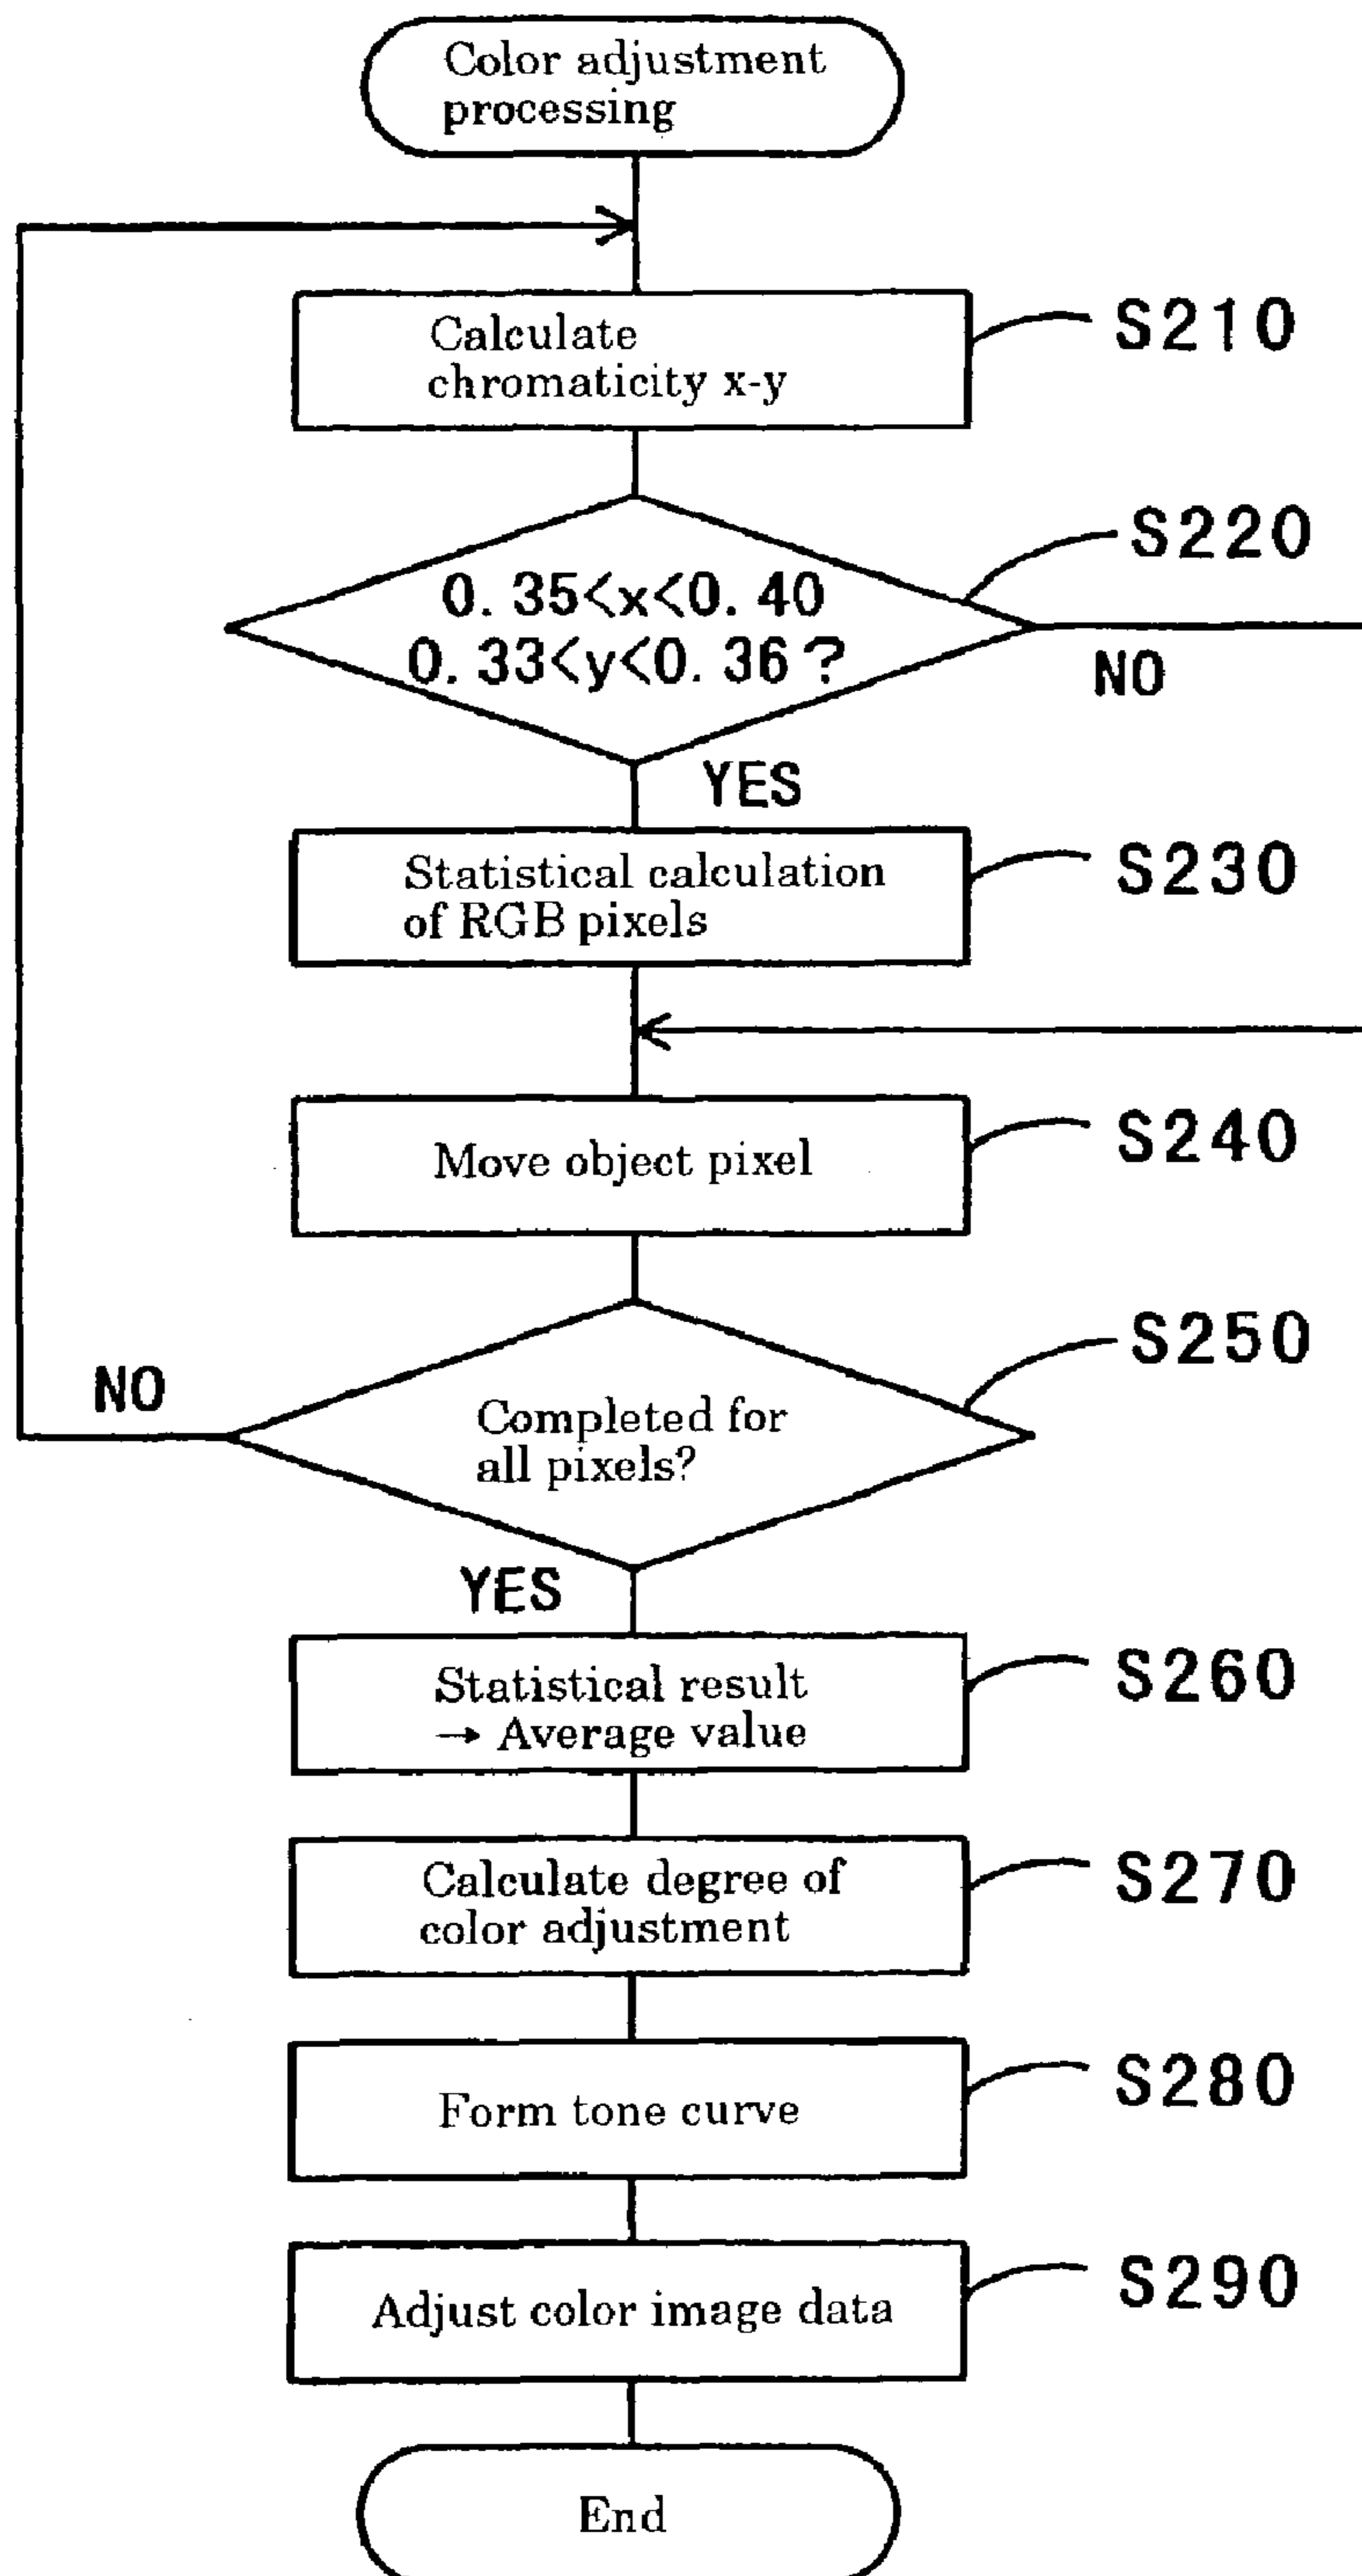 Color adjustment
processing
Calculate
chromaticity x-y
S210
S220
0.35<x<0.40
0.33<y<0.36?
NO
YES
Statistical calculation
of RGB pixels
S230
Move object pixel
S240
S250
NO
Completed for
all pixels?
YES
Statistical result
→ Average value
S260
Calculate degree of
color adjustment
S270
Form tone curve
S280
Adjust color image data
S290
End